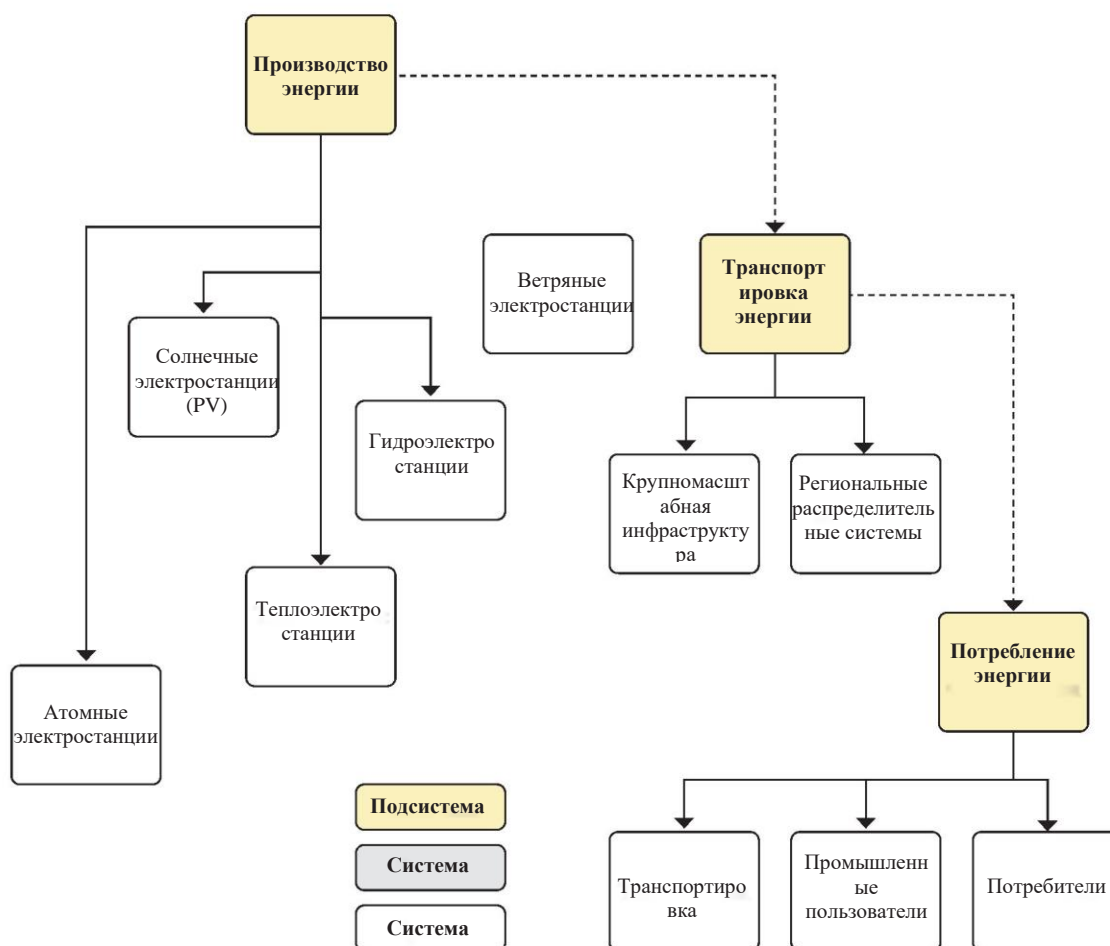 Производство
энергии
Ветряные
электростанции
Транспорт
ировка
энергии
Солнечные
электростанции
(PV)
Гидроэлектро
станции
Крупномасшт
абная
инфраструкту
ра
Региональные
распределитель
ные системы
Теплоэлектро
станции
Потребление
энергии
Атомные
электростанции
Подсистема
Система
Система
Транспортиро
вка
Промышленн
ые
пользователи
Потребители